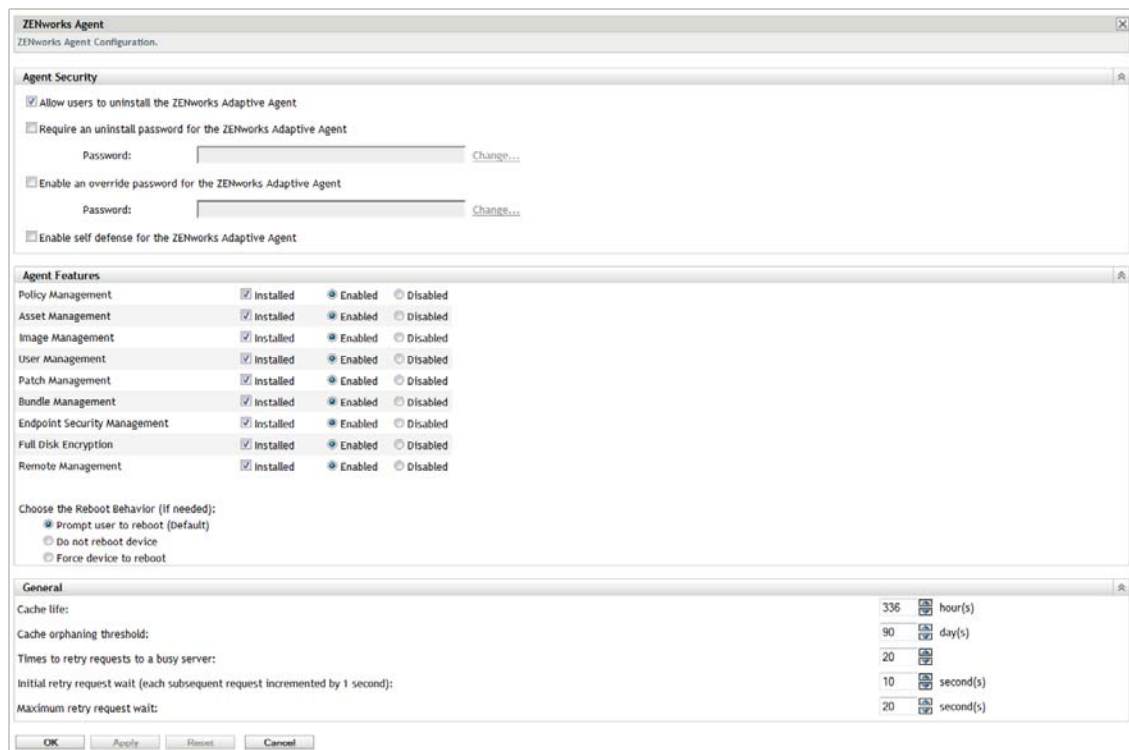 ZENworks Agent
ZENworks Agent Configuration.
Agent Security
Allow users to uninstall the ZENworks Adaptive Agent
Require an uninstall password for the ZENworks Adaptive Agent
Password: Change...
Enable an override password for the ZENworks Adaptive Agent
Password: Change...
Enable self defense for the ZENworks Adaptive Agent
Agent Features
Policy Management Installed Enabled Disabled
Asset Management Installed Enabled Disabled
Image Management Installed Enabled Disabled
User Management Installed Enabled Disabled
Patch Management Installed Enabled Disabled
Bundle Management Installed Enabled Disabled
Endpoint Security Management Installed Enabled Disabled
Full Disk Encryption Installed Enabled Disabled
Remote Management Installed Enabled Disabled
Choose the Reboot Behavior (if needed):
Prompt user to reboot (Default)
Do not reboot device
Force device to reboot
General
Cache life: 336 hour(s)
Cache orphaning threshold: 90 day(s)
Times to retry requests to a busy server: 20
Initial retry request wait (each subsequent request incremented by 1 second): 10 second(s)
Maximum retry request wait: 20 second(s)
OK Apply Reset Cancel